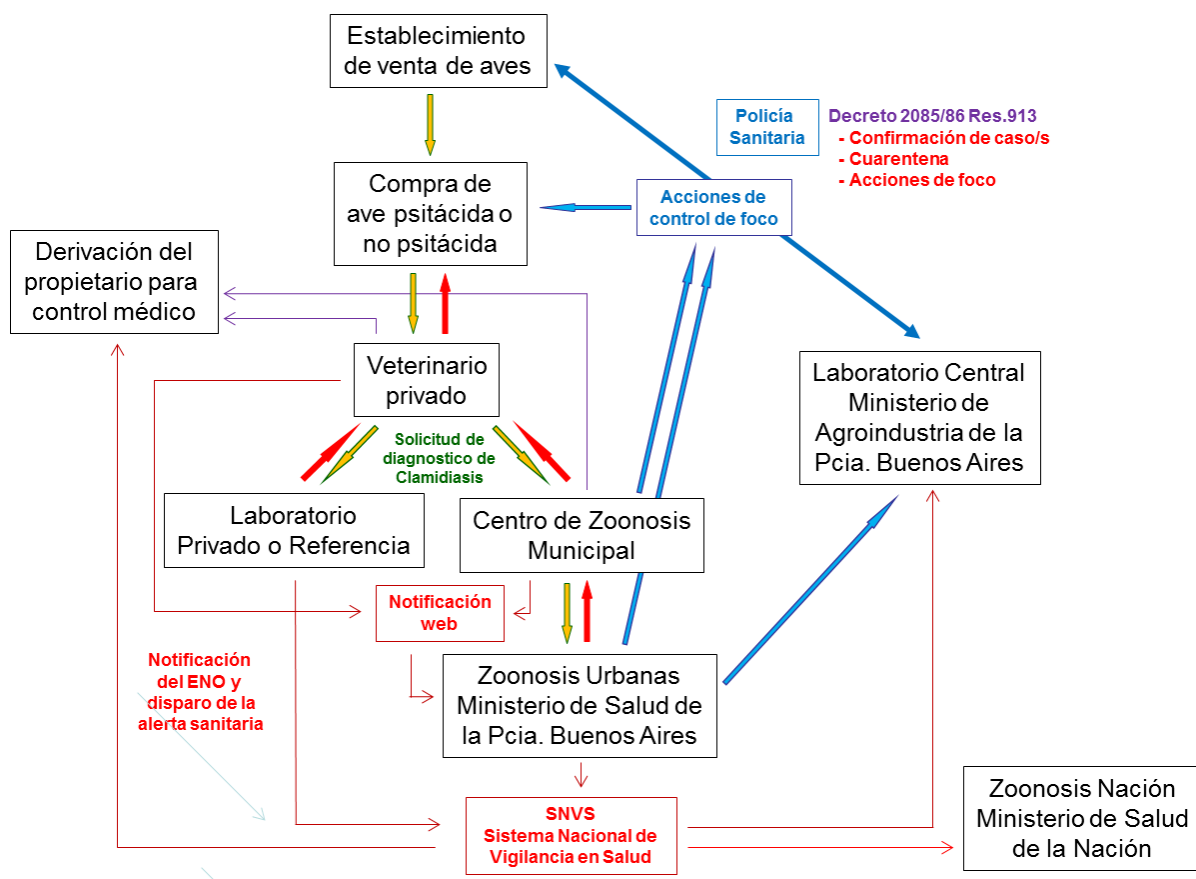 Establecimiento
de venta de aves
Policía
Sanitaria
Decreto 2085/86 Res.913
- Confirmación de caso/s
- Cuarentena
- Acciones de foco
Compra de
ave psitácida o
no psitácida
Acciones de
control de foco
Derivación del
propietario para
control médico
Veterinario
privado
Laboratorio Central
Ministerio de
Agroindustria de la
Pcia. Buenos Aires
Solicitud de
diagnostico de
Clamidiasis
Laboratorio
Privado o Referencia
Centro de Zoonosis
Municipal
Notificación
web
Notificación
del ENO y
disparo de la
alerta sanitaria
Zoonosis Urbanas
Ministerio de Salud de
la Pcia. Buenos Aires
SNVS
Sistema Nacional de
Vigilancia en Salud
Zoonosis Nación
Ministerio de Salud
de la Nación